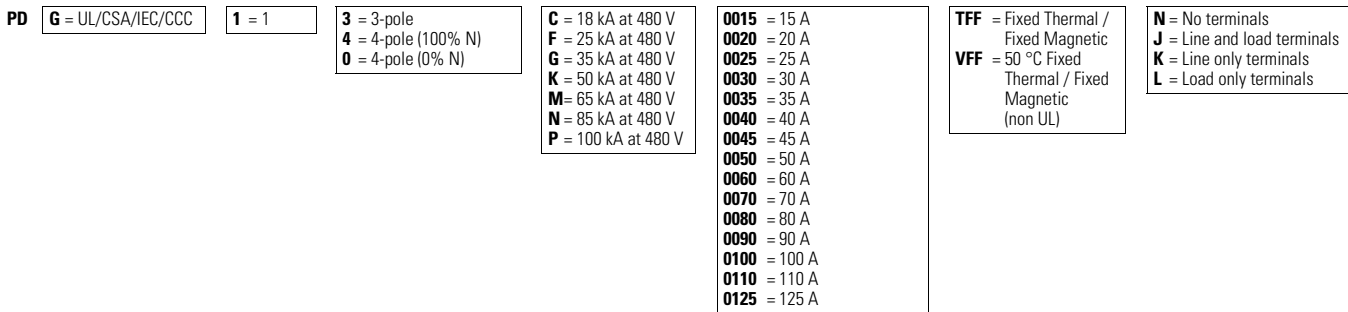 PD
G = UL/CSA/IEC/CCC
1 = 1
3 = 3-pole
4 = 4-pole (100% N)
0 = 4-pole (0% N)
C = 18 kA at 480 V
F = 25 kA at 480 V
G = 35 kA at 480 V
K = 50 kA at 480 V
M= 65 kA at 480 V
N = 85 kA at 480 V
P = 100 kA at 480 V
0015 = 15 A
0020 = 20 A
0025 = 25 A
0030 = 30 A
0035 = 35 A
0040 = 40 A
0045 = 45 A
0050 = 50 A
0060 = 60 A
0070 = 70 A
0080 = 80 A
0090 = 90 A
0100 = 100 A
0110 = 110 A
0125 = 125 A
TFF = Fixed Thermal /
Fixed Magnetic
VFF = 50 °C Fixed
Thermal / Fixed
Magnetic
(non UL)
N = No terminals
J = Line and load terminals
K = Line only terminals
L = Load only terminals